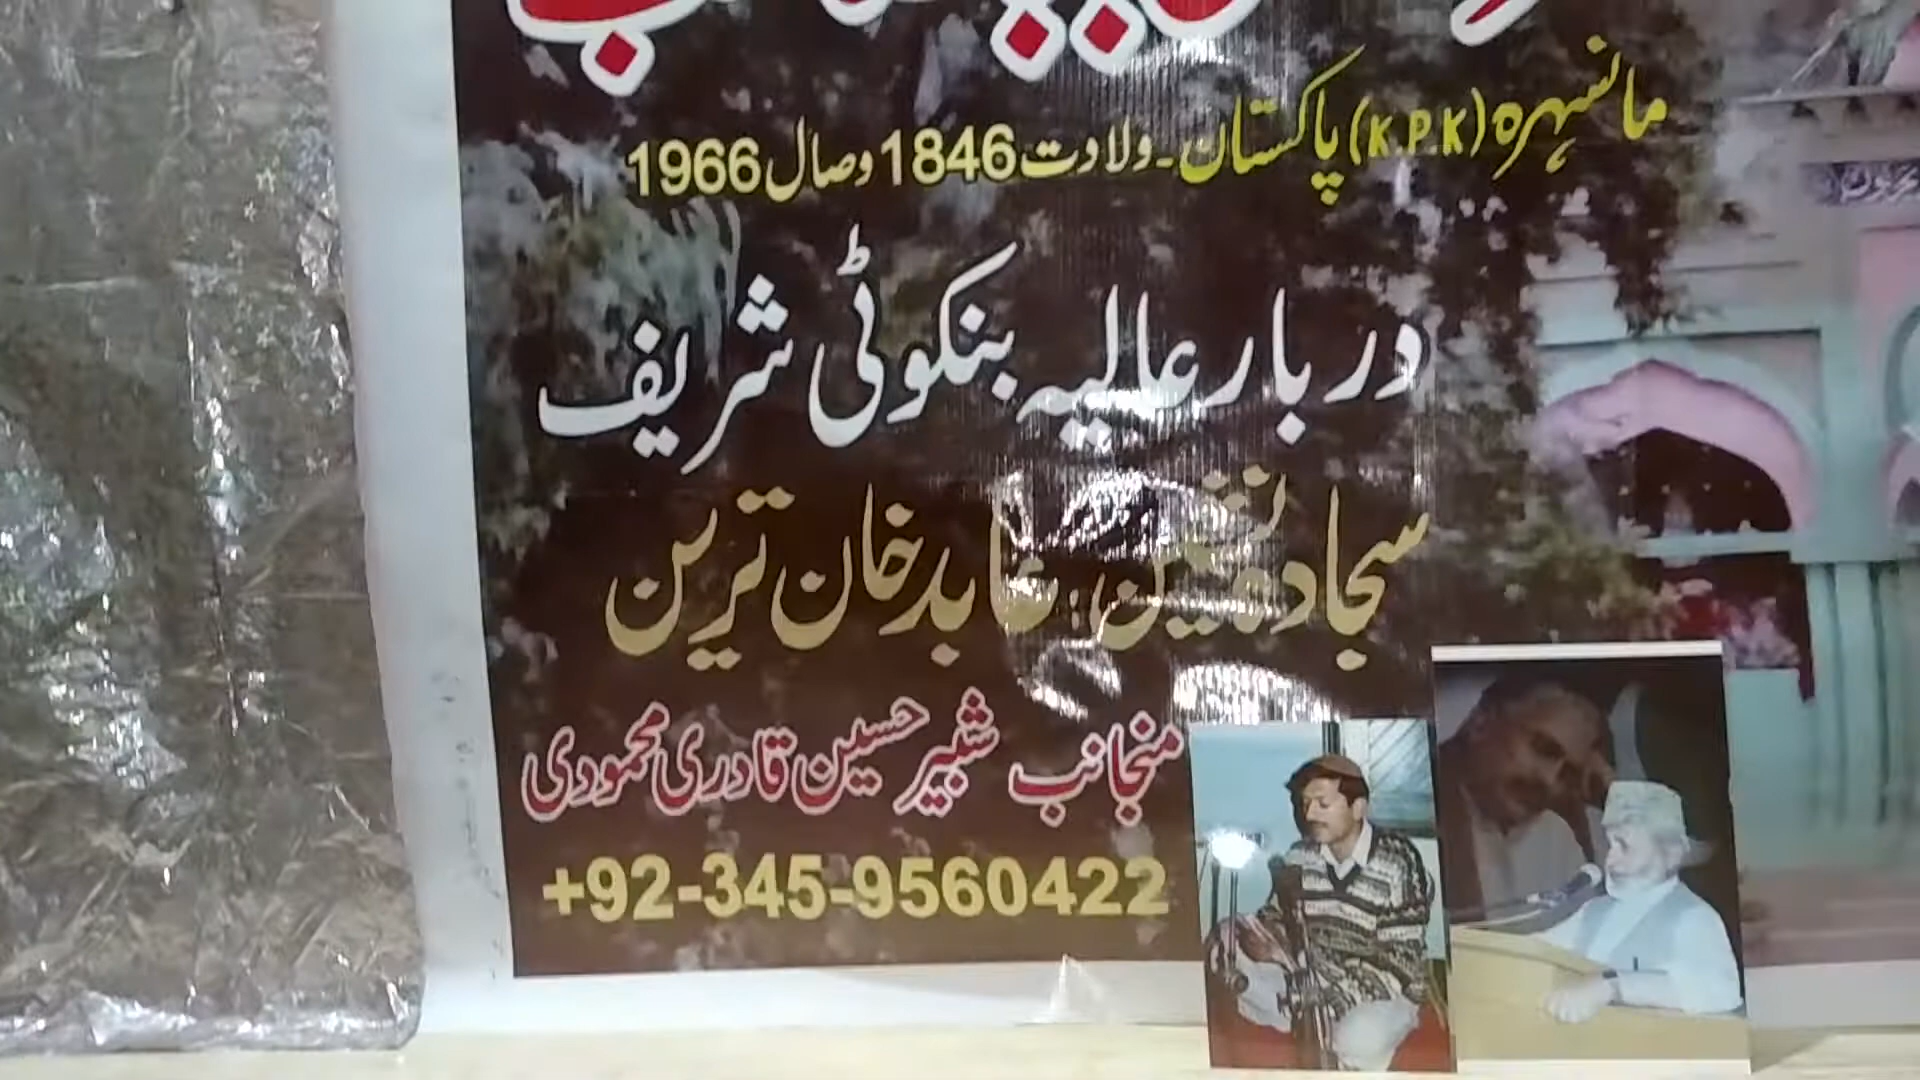 مانسہرہ (K.P.K) پاکستان۔ ولادت 1846 وصال 1966
دربار عالیہ بنکوٹی شریف
سجادہ نشین: عابد خان ترین
منجانب شبیر حسین قادری محمودی
+92-345-9560422